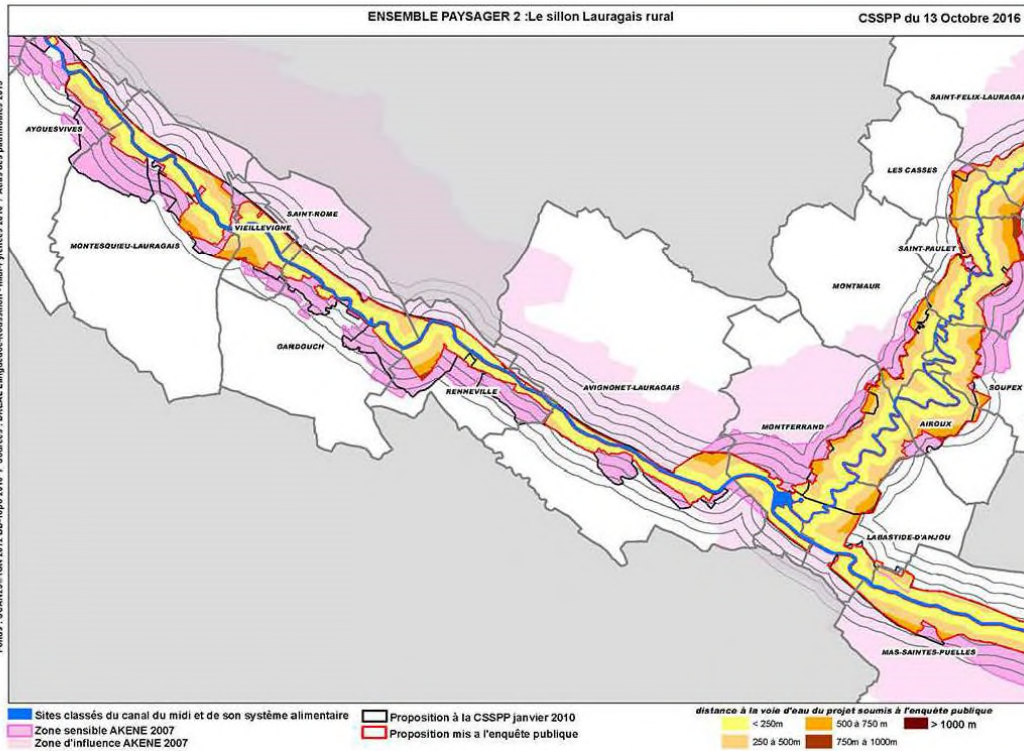 ENSEMBLE PAYSAGER 2 :Le sillon Lauragais rural
CSSPP du 13 Octobre 2016
SAINT-FELIX-LAURAGAI
AYGUESVIVES
LES CASSES
SAINT-ROME
VIEILLEVIGNE
MONTESQUIEU-LAURAGAIS
SAINT-PAULET
MONTMAUR
GARDOUCH
RENNEVILLE
AVIGNONET-LAURAGAIS
SOUPEX
MONTFERRAND
AIROUX
LABASTIDE-D'ANJOU
MAS-SAINTES-PUELLES
Sites classés du canal du midi et de son système alimentaire
Zone sensible AKENE 2007
Zone d'influence AKENE 2007
Proposition à la CSSPP janvier 2010
Proposition mis a l'enquête publique
distance à la voie d'eau du projet soumis à l'enquête publique
< 250m
250 à 500m
500 à 750 m
750m à 1000m
> 1000 m